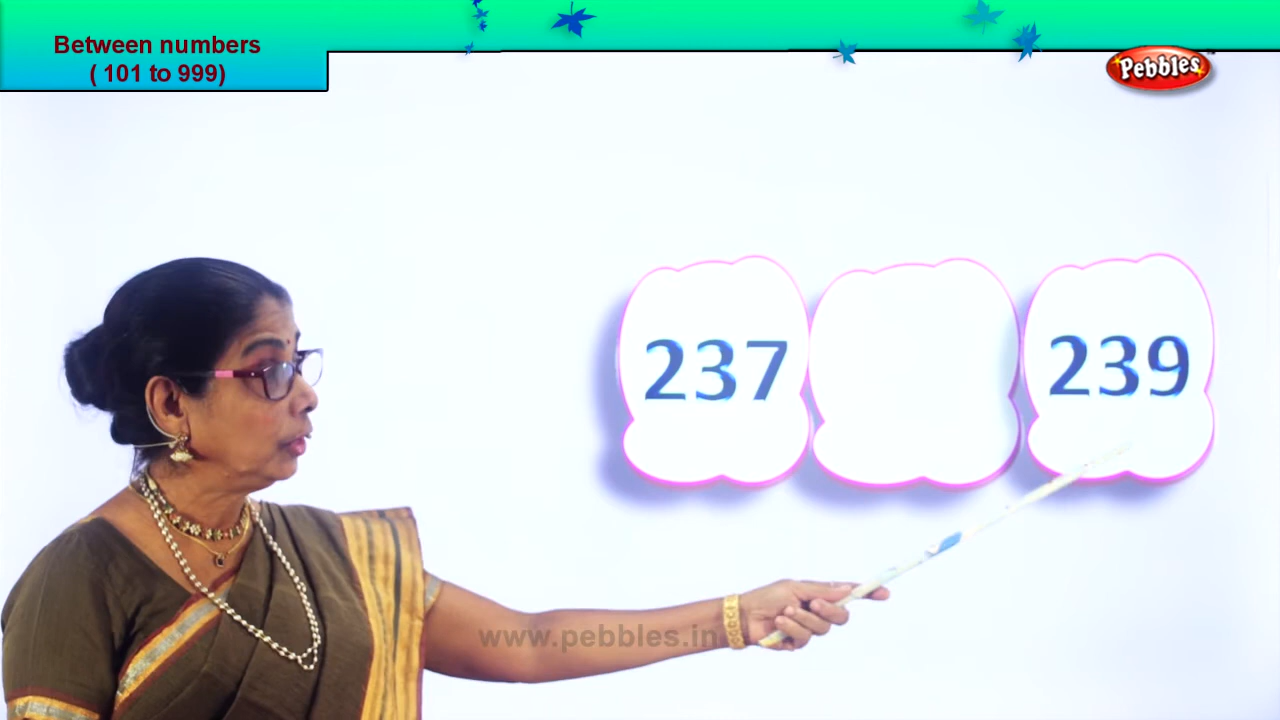 Between numbers
( 101 to 999)
Pebbles
237
239
www.pebbles.in